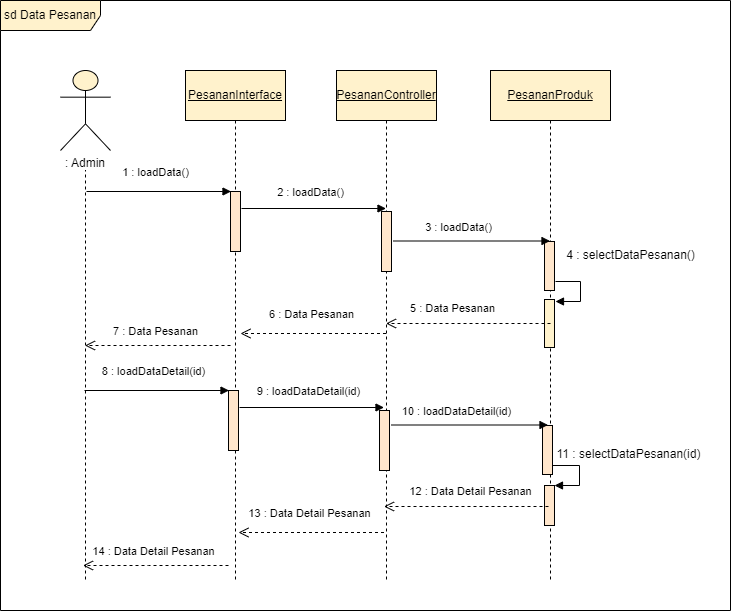 sd Data Pesanan
PesananInterface
PesananController
PesananProduk
: Admin
1 : loadData()
2 : loadData()
3 : loadData()
4 : selectDataPesanan()
5 : Data Pesanan
6 : Data Pesanan
7 : Data Pesanan
8 : loadDataDetail(id)
9 : loadDataDetail(id)
10 : loadDataDetail(id)
11 : selectDataPesanan(id)
12 : Data Detail Pesanan
13 : Data Detail Pesanan
14 : Data Detail Pesanan